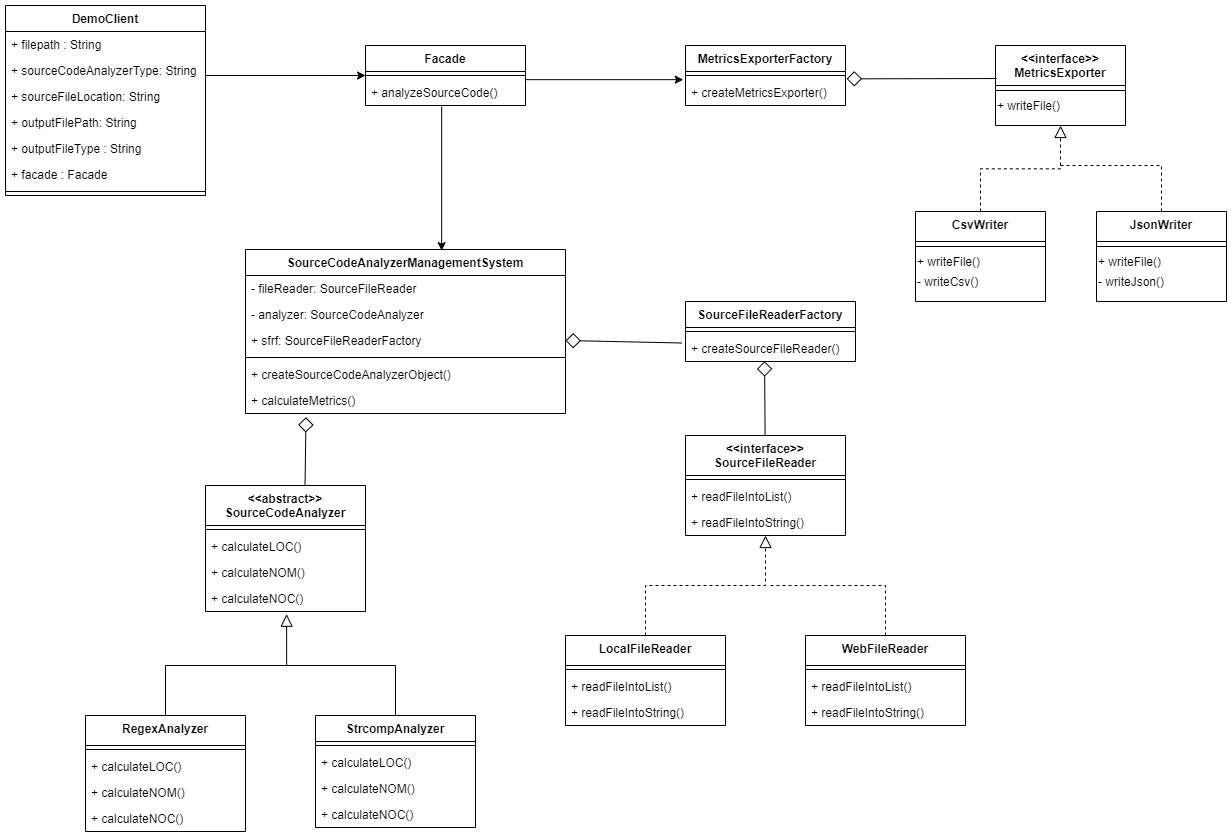 DemoClient
+ filepath : String
+ sourceCodeAnalyzerType: String
+ sourceFileLocation: String
+ outputFilePath: String
+ outputFileType : String
+ facade : Facade
Facade
+ analyzeSourceCode()
MetricsExporterFactory
+ createMetricsExporter()
<<interface>>
MetricsExporter
+ writeFile()
CsvWriter
+ writeFile()
- writeCsv()
JsonWriter
+ writeFile()
- writeJson()
SourceCodeAnalyzerManagementSystem
- fileReader: SourceFileReader
- analyzer: SourceCodeAnalyzer
+ sfrf: SourceFileReaderFactory
+ createSourceCodeAnalyzerObject()
+ calculateMetrics()
SourceFileReaderFactory
+ createSourceFileReader()
<<interface>>
SourceFileReader
+ readFileIntoList()
+ readFileIntoString()
<<abstract>>
SourceCodeAnalyzer
+ calculateLOC()
+ calculateNOM()
+ calculateNOC()
LocalFileReader
+ readFileIntoList()
+ readFileIntoString()
WebFileReader
+ readFileIntoList()
+ readFileIntoString()
RegexAnalyzer
+ calculateLOC()
+ calculateNOM()
+ calculateNOC()
StrcompAnalyzer
+ calculateLOC()
+ calculateNOM()
+ calculateNOC()